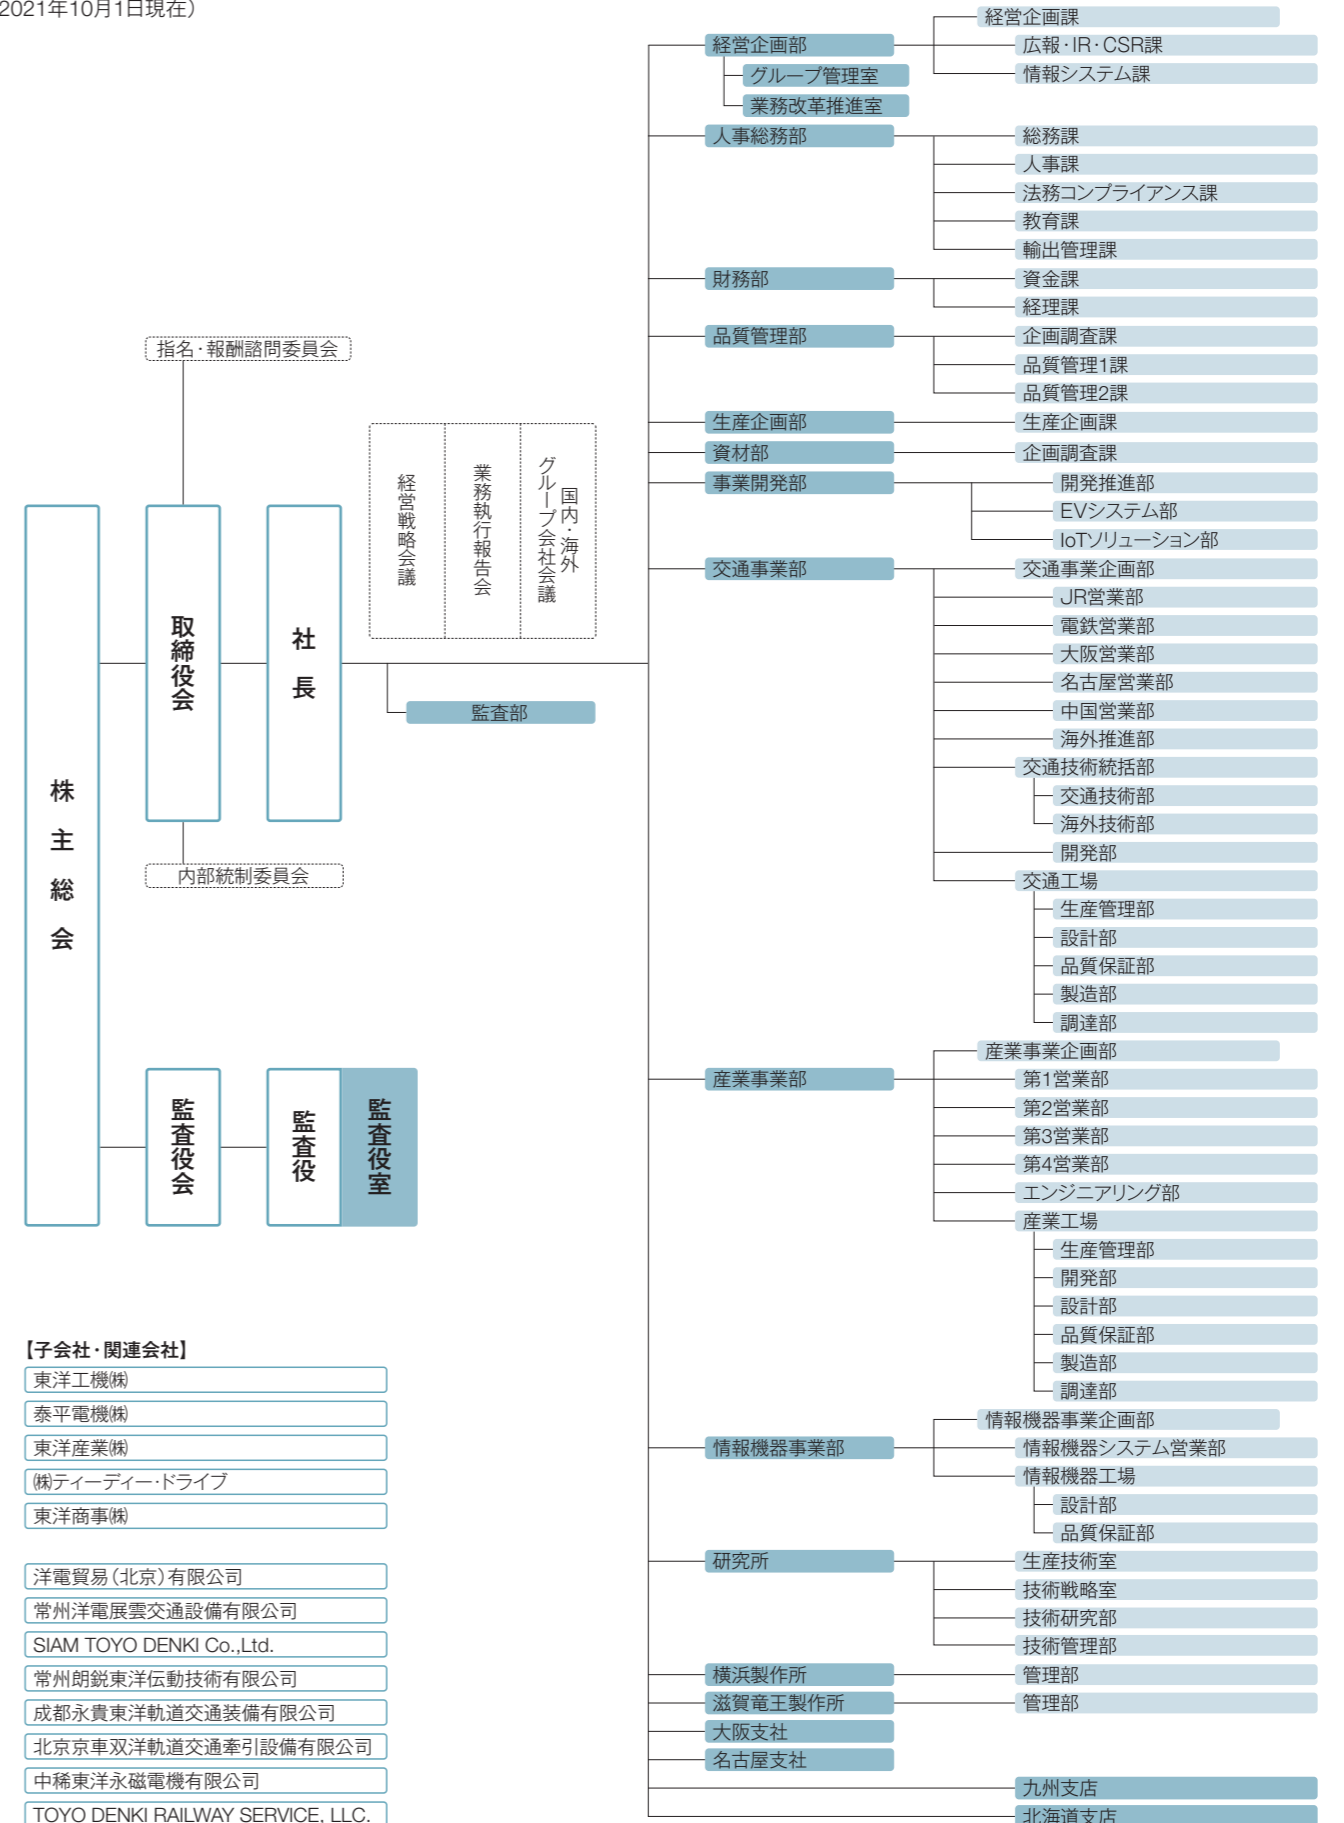 2021年10月1日現在）
指名・報酬諮問委員会
経営戦略会議
業務執行報告会
国内・海外
グループ会社会議
株主総会
取締役会
社長
監査部
内部統制委員会
監査役会
監査役
監査役室
【子会社・関連会社】
東洋工機㈱
泰平電機㈱
東洋産業㈱
㈱ティーディー・ドライブ
東洋商事㈱
洋電貿易（北京）有限公司
常州洋電展雲交通設備有限公司
SIAM TOYO DENKI Co.,Ltd.
常州朗鋭東洋伝動技術有限公司
成都永貴東洋軌道交通装備有限公司
北京京車双洋軌道交通牽引設備有限公司
中稀東洋永磁電機有限公司
TOYO DENKI RAILWAY SERVICE, LLC.
経営企画部
グループ管理室
業務改革推進室
経営企画課
広報・IR・CSR課
情報システム課
人事総務部
総務課
人事課
法務コンプライアンス課
教育課
輸出管理課
財務部
資金課
経理課
品質管理部
企画調査課
品質管理1課
品質管理2課
生産企画部
生産企画課
資材部
企画調査課
事業開発部
開発推進部
EVシステム部
IoTソリューション部
交通事業部
交通事業企画部
JR営業部
電鉄営業部
大阪営業部
名古屋営業部
中国営業部
海外推進部
交通技術統括部
交通技術部
海外技術部
開発部
交通工場
生産管理部
設計部
品質保証部
製造部
調達部
産業事業部
産業事業企画部
第1営業部
第2営業部
第3営業部
第4営業部
エンジニアリング部
産業工場
生産管理部
開発部
設計部
品質保証部
製造部
調達部
情報機器事業部
情報機器事業企画部
情報機器システム営業部
情報機器工場
設計部
品質保証部
研究所
生産技術室
技術戦略室
技術研究部
技術管理部
横浜製作所
管理部
滋賀竜王製作所
管理部
大阪支社
名古屋支社
九州支店
北海道支店